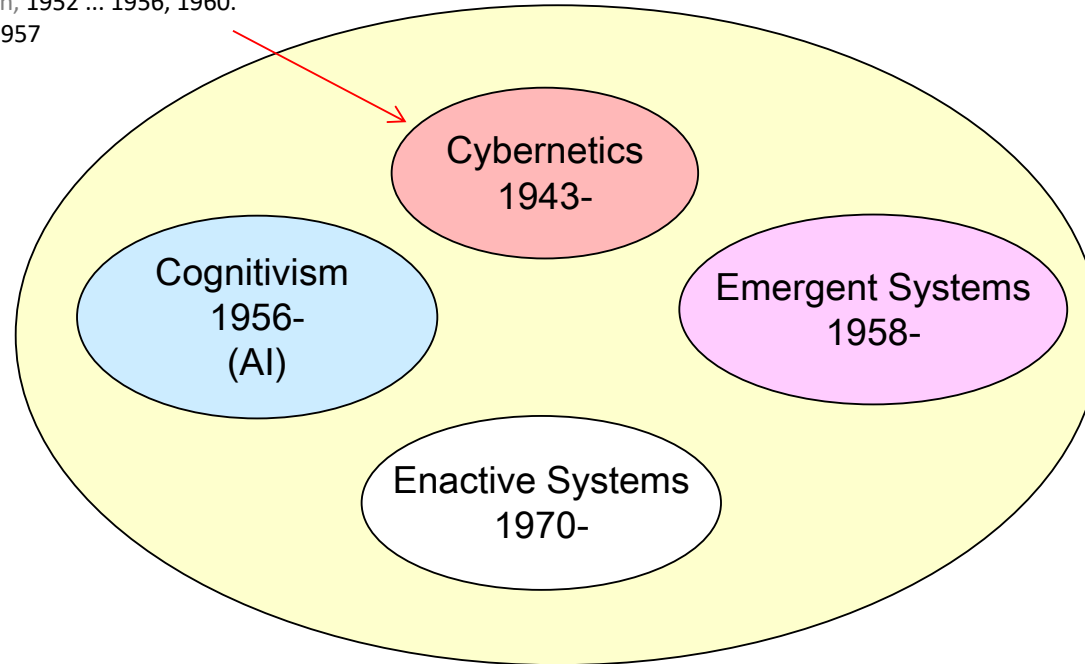 1952 ... 1956, 1960.
957
Cybernetics
1943-
Cognitivism
1956-
(AI)
Emergent Systems
1958-
Enactive Systems
1970-